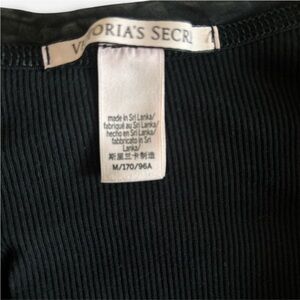 VICTORIA'S SECRET
made in Sri Lanka/
fabriqué au Sri Lanka/
hecho en Sri Lanka/
fabbricato in Sri Lanka/
斯里兰卡制造
M/170/96A